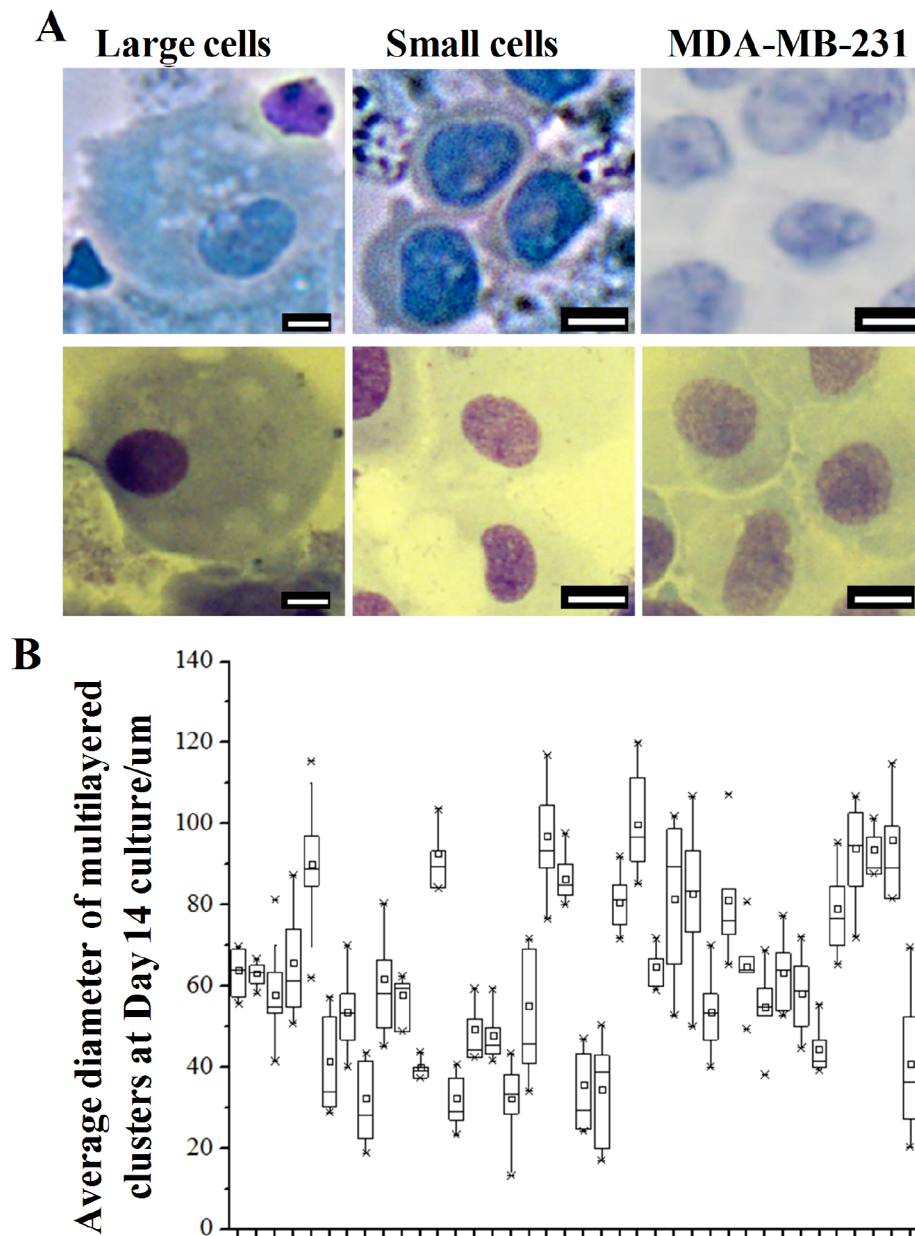 A
Large cells
Small cells
MDA-MB-231
B
Average diameter of multilayered
clusters at Day 14 culture/um
140
120
100
80
60
40
20
0